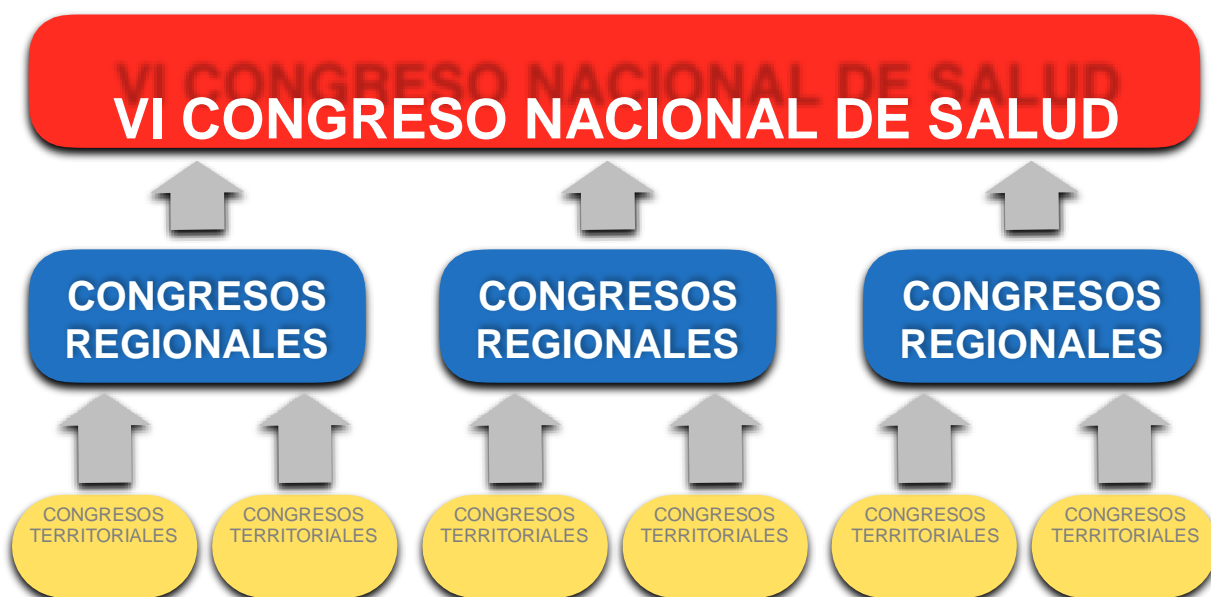 VI CONGRESO NACIONAL DE SALUD
CONGRESOS
REGIONALES
CONGRESOS
REGIONALES
CONGRESOS
REGIONALES
CONGRESOS
TERRITORIALES
CONGRESOS
TERRITORIALES
CONGRESOS
TERRITORIALES
CONGRESOS
TERRITORIALES
CONGRESOS
TERRITORIALES
CONGRESOS
TERRITORIALES